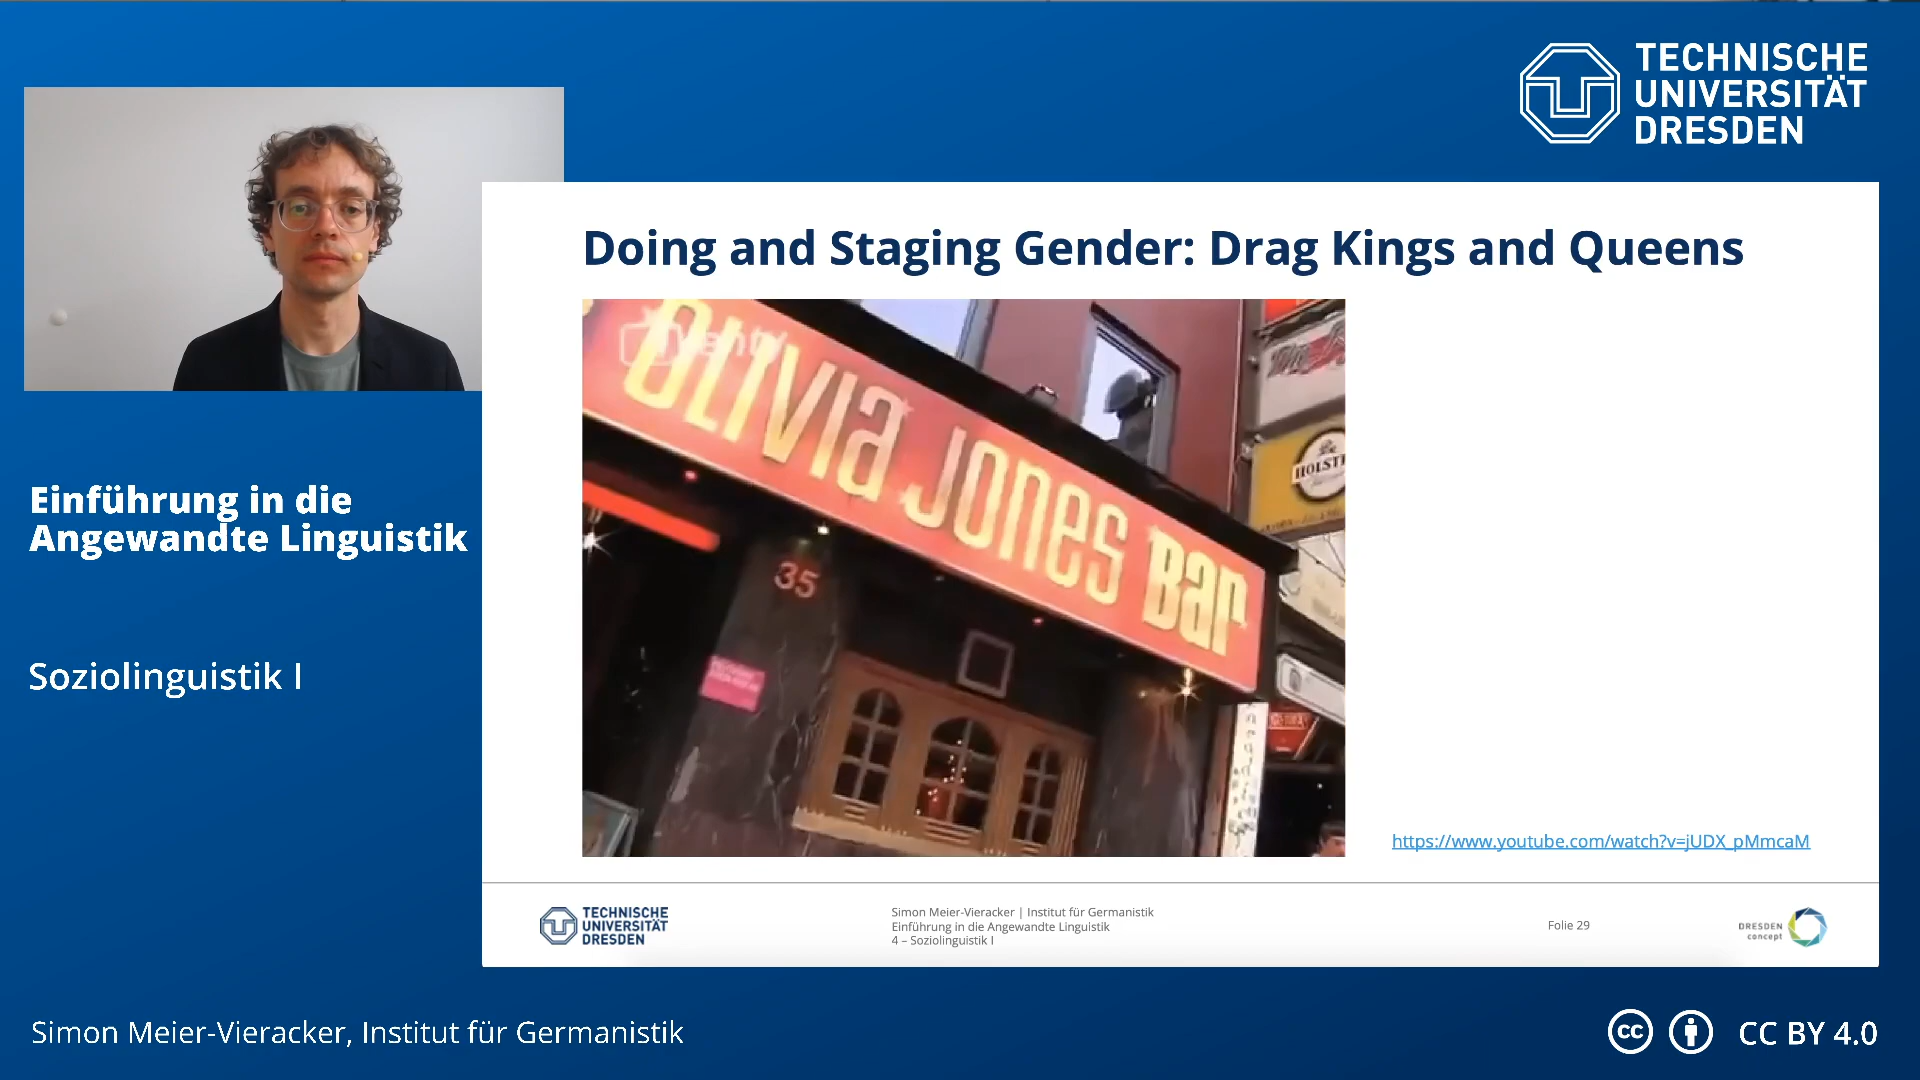 TECHNISCHE
UNIVERSITÄT
DRESDEN
Doing and Staging Gender: Drag Kings and Queens
OLIVIA JONES BAR
35
HOLST
Einführung in die
Angewandte Linguistik
Soziolinguistik I
https://www.youtube.com/watch?v=jUDX_pMmcaM
TECHNISCHE
UNIVERSITÄT
DRESDEN
Simon Meier-Vieracker | Institut für Germanistik
Einführung in die Angewandte Linguistik
4 – Soziolinguistik I
Folie 29
DRESDEN
concept
Simon Meier-Vieracker, Institut für Germanistik
cc
CC BY 4.0